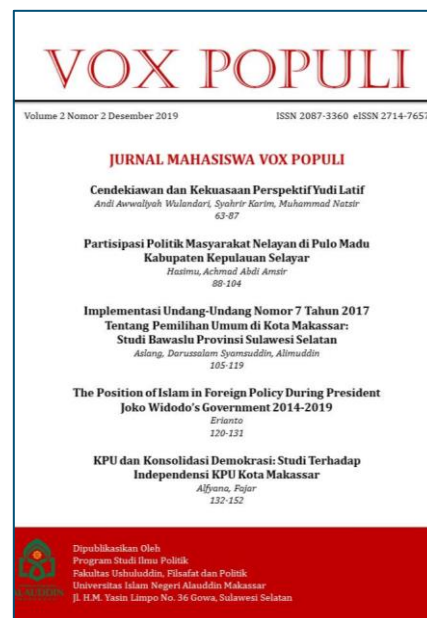 VOX POPULI
Volume 2 Nomor 2 Desember 2019 ISSN 2087-3360 eISSN 2714-7657
JURNAL MAHASISWA VOX POPULI
Cendekiawan dan Kekuasaan Perspektif Yudi Latif
Andi Awwaliyah Wulandari, Syahrir Karim, Muhammad Natsir
63-87
Partisipasi Politik Masyarakat Nelayan di Pulo Madu
Kabupaten Kepulauan Selayar
Hasimu, Achmad Abdi Amsir
88-104
Implementasi Undang-Undang Nomor 7 Tahun 2017
Tentang Pemilihan Umum di Kota Makassar:
Studi Bawaslu Provinsi Sulawesi Selatan
Aslang, Darussalam Syamsuddin, Alimuddin
105-119
The Position of Islam in Foreign Policy During President
Joko Widodo's Government 2014-2019
Erianto
120-131
KPU dan Konsolidasi Demokrasi: Studi Terhadap
Independensi KPU Kota Makassar
Alfyana, Fajar
132-152
Dipublikasikan Oleh
Program Studi Ilmu Politik
Fakultas Ushuluddin, Filsafat dan Politik
Universitas Islam Negeri Alauddin Makassar
Jl. H.M. Yasin Limpo No. 36 Gowa, Sulawesi Selatan